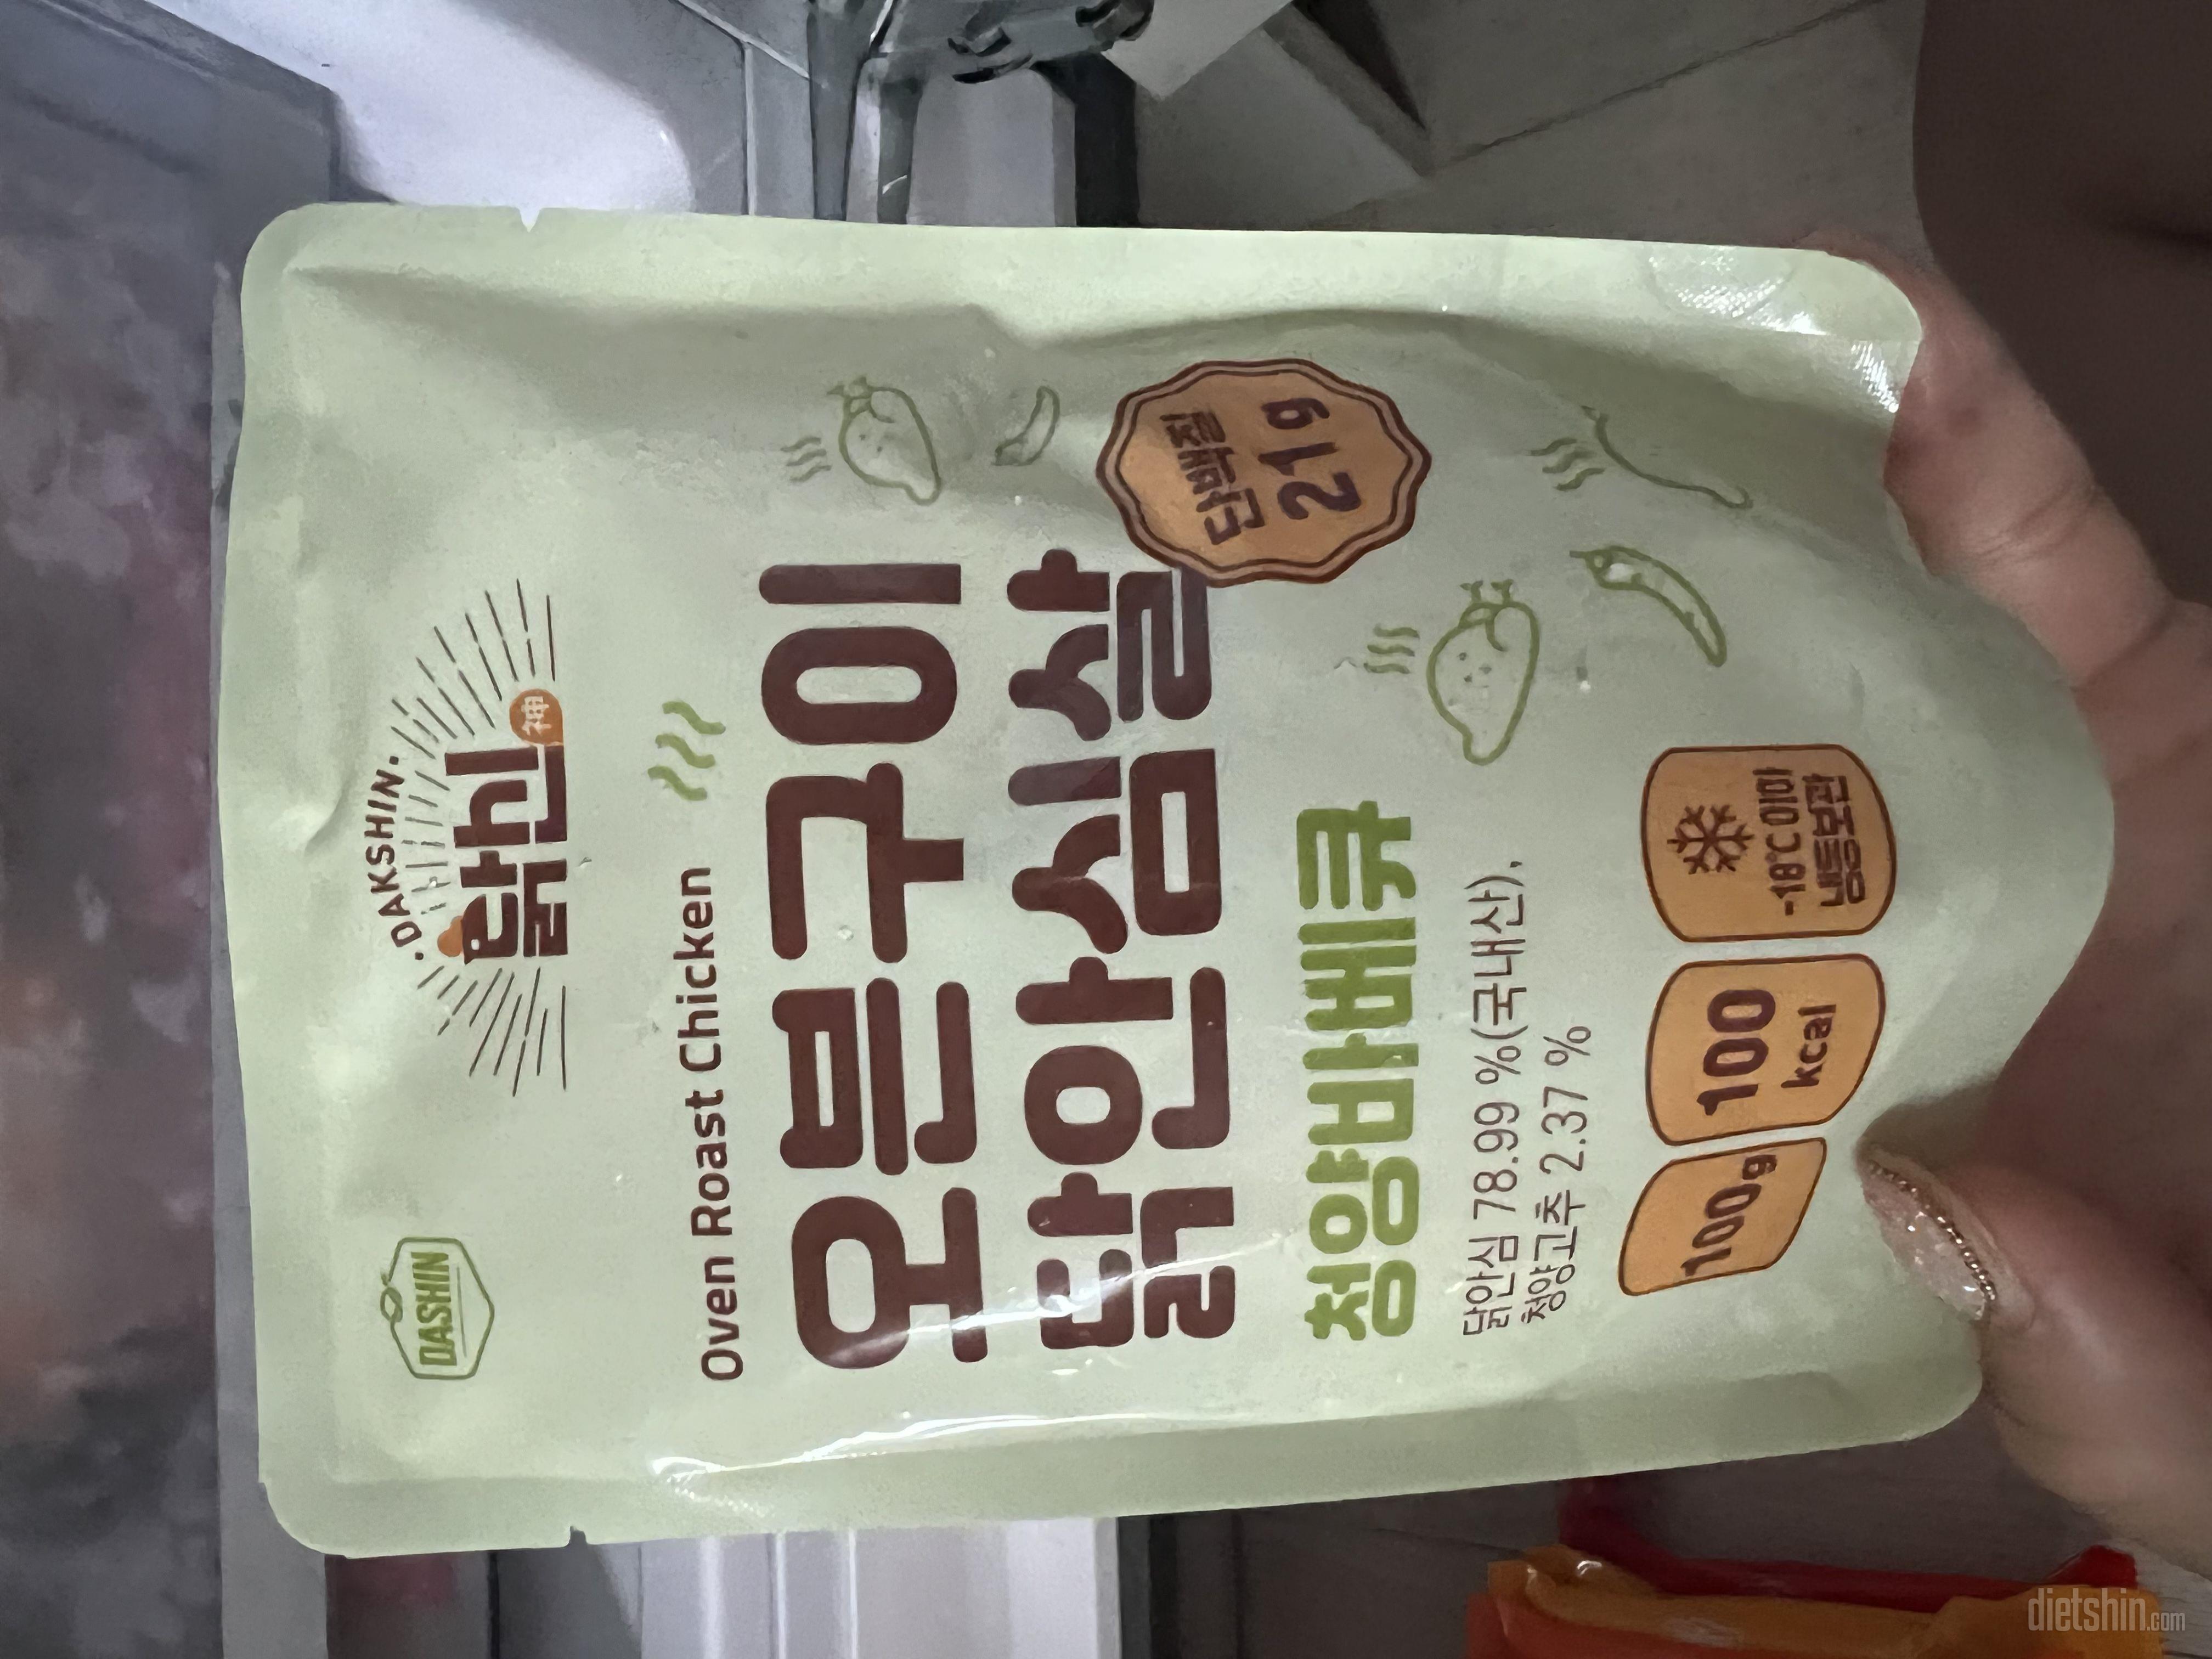 DASHIN
·DAKSHIN·
닭신
神
Oven Roast Chicken
오븐구이
닭안심살
단백질
21g
청양바베큐
닭안심 78.99 %(국내산),
청양고추 2.37 %
100g
100
kcal
-18℃이하
냉동보관
dietshin.com